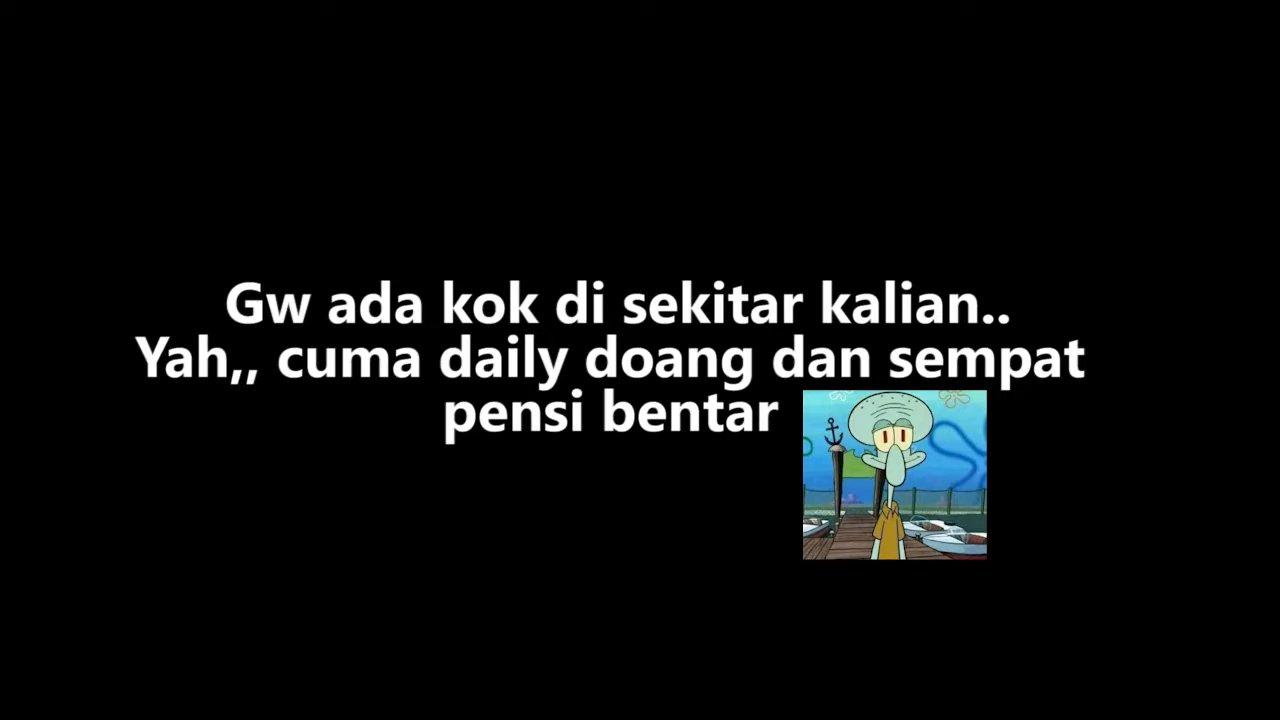 Gw ada kok di sekitar kalian..
Yah,, cuma daily doang dan sempat
pensi bentar